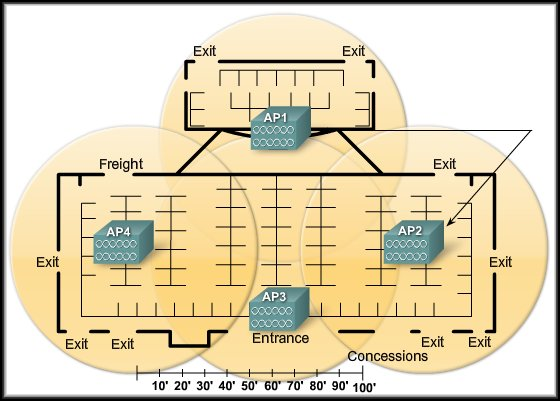 Exit
Exit
AP1
Freight
Exit
AP4
AP2
Exit
Exit
AP3
Entrance
Exit
Exit
Exit
Exit
Concessions
10' 20' 30' 40' 50' 60' 70' 80' 90' 100'